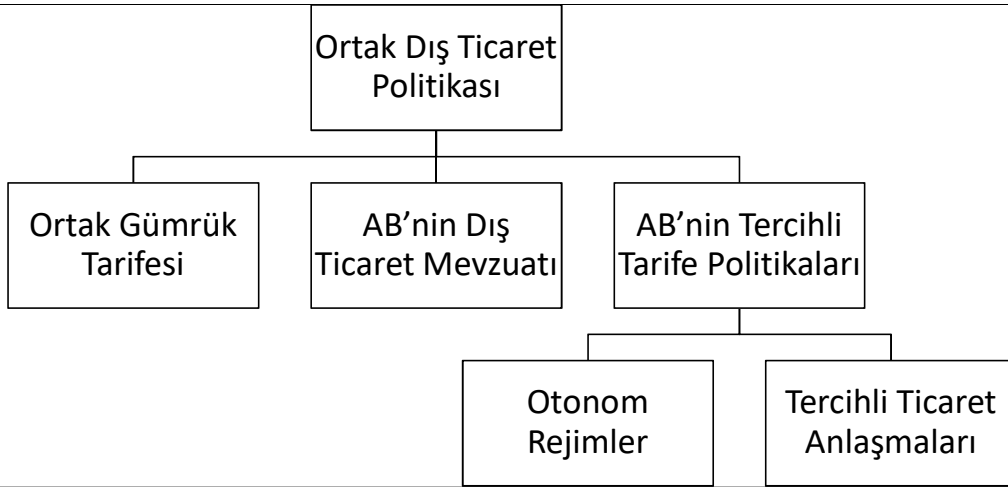 Ortak Dış Ticaret
Politikası
Ortak Gümrük
Tarifesi
AB’nin Dış
Ticaret Mevzuatı
AB’nin Tercihli
Tarife Politikaları
Otonom
Rejimler
Tercihli Ticaret
Anlaşmaları